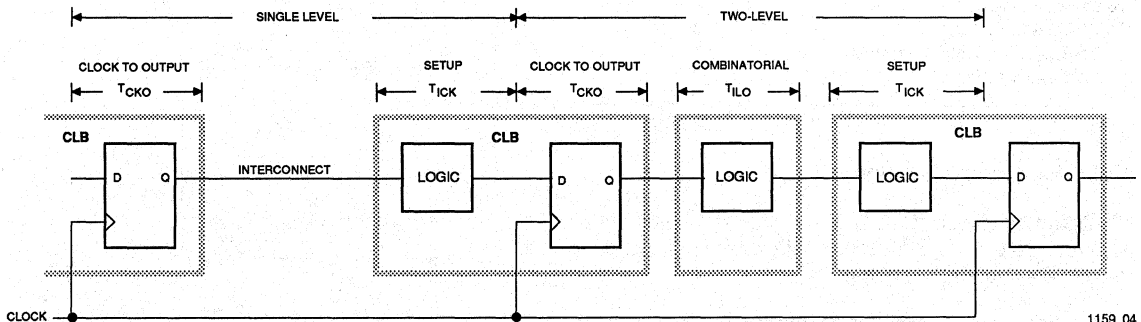 SINGLE LEVEL TWO-LEVEL
CLOCK TO OUTPUT SETUP CLOCK TO OUTPUT COMBINATORIAL SETUP
TCKO TICK TCKO TILO TICK
CLB CLB CLB
D Q INTERCONNECT LOGIC D Q LOGIC LOGIC D Q
CLOCK
1159 04